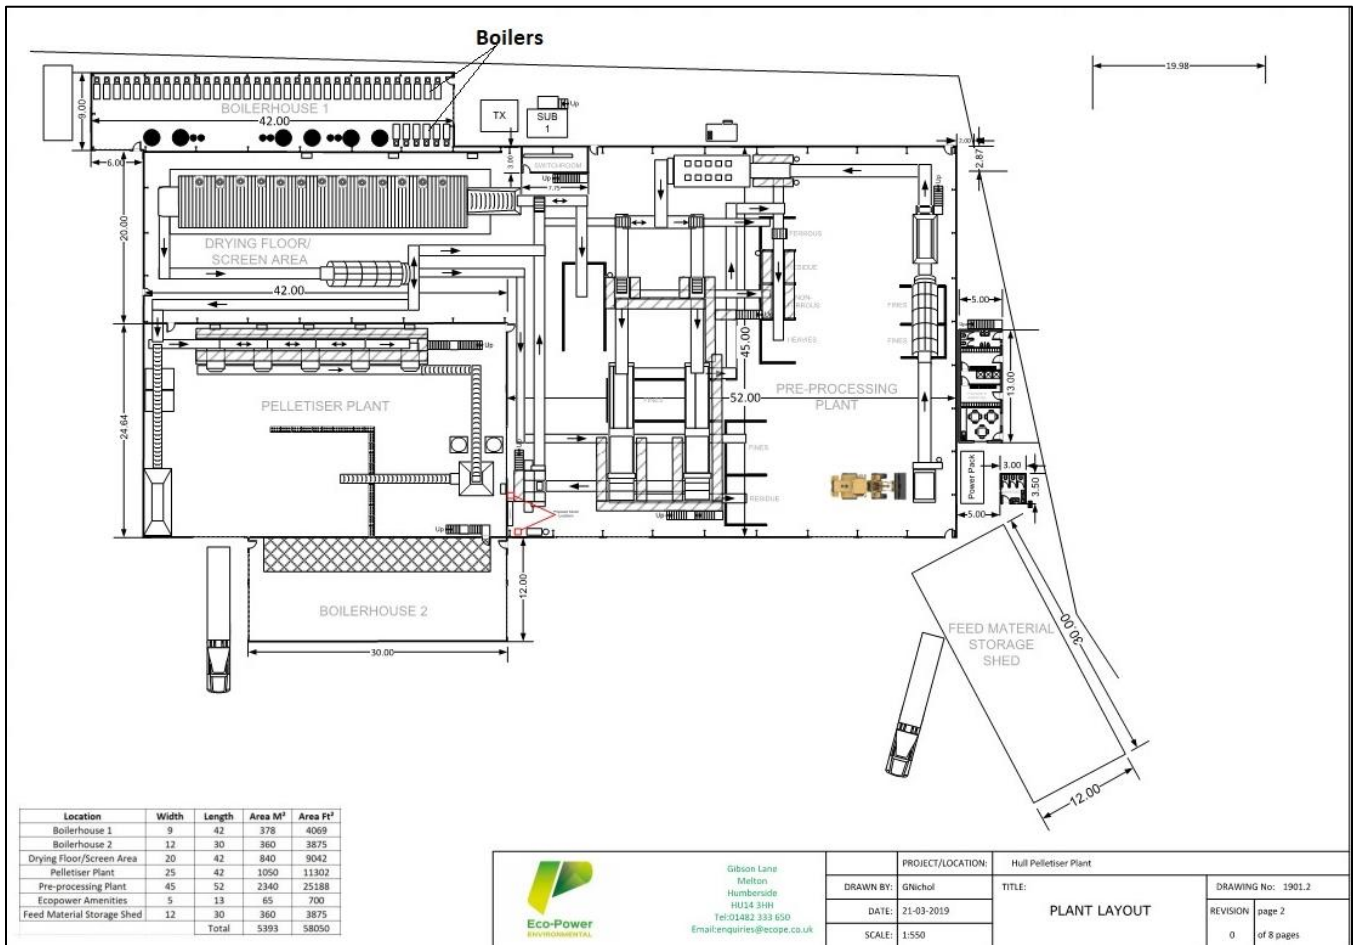 Boilers
19.98
BOILERHOUSE 1
9.00
42.00
TX
SUB
1
Up
6.00
3.00
SWITCHROOM
Up
7.75
2.00
2.87
Up
20.00
DRYING FLOOR/
SCREEN AREA
42.00
FERROUS
FINES
FINES
HEAVIES
5.00
Up
13.00
Up
45.00
Up
24.64
PELLETISER PLANT
FINES
52.00
PRE-PROCESSING
PLANT
FINES
Up
RESIDUE
Power Pack
3.00
3.50
5.00
Up
Up
12.00
BOILERHOUSE 2
30.00
FEED MATERIAL
STORAGE
SHED
30.00
12.00
Location Width Length Area M² Area Ft²
Boilerhouse 1 9 42 378 4069
Boilerhouse 2 12 30 360 3875
Drying Floor/Screen Area 20 42 840 9042
Pelletiser Plant 25 42 1050 11302
Pre-processing Plant 45 52 2340 25188
Ecopower Amenities 5 13 65 700
Feed Material Storage Shed 12 30 360 3875
Total 5393 58050
Eco-Power
ENVIRONMENTAL
Gibson Lane
Melton
Humberside
HU14 3HH
Tel:01482 333 650
Email:enquiries@ecope.co.uk
PROJECT/LOCATION: Hull Pelletiser Plant
DRAWN BY: GNichol
TITLE:
DRAWING No: 1901.2
DATE: 21-03-2019
PLANT LAYOUT
REVISION page 2
SCALE: 1:550
0 of 8 pages